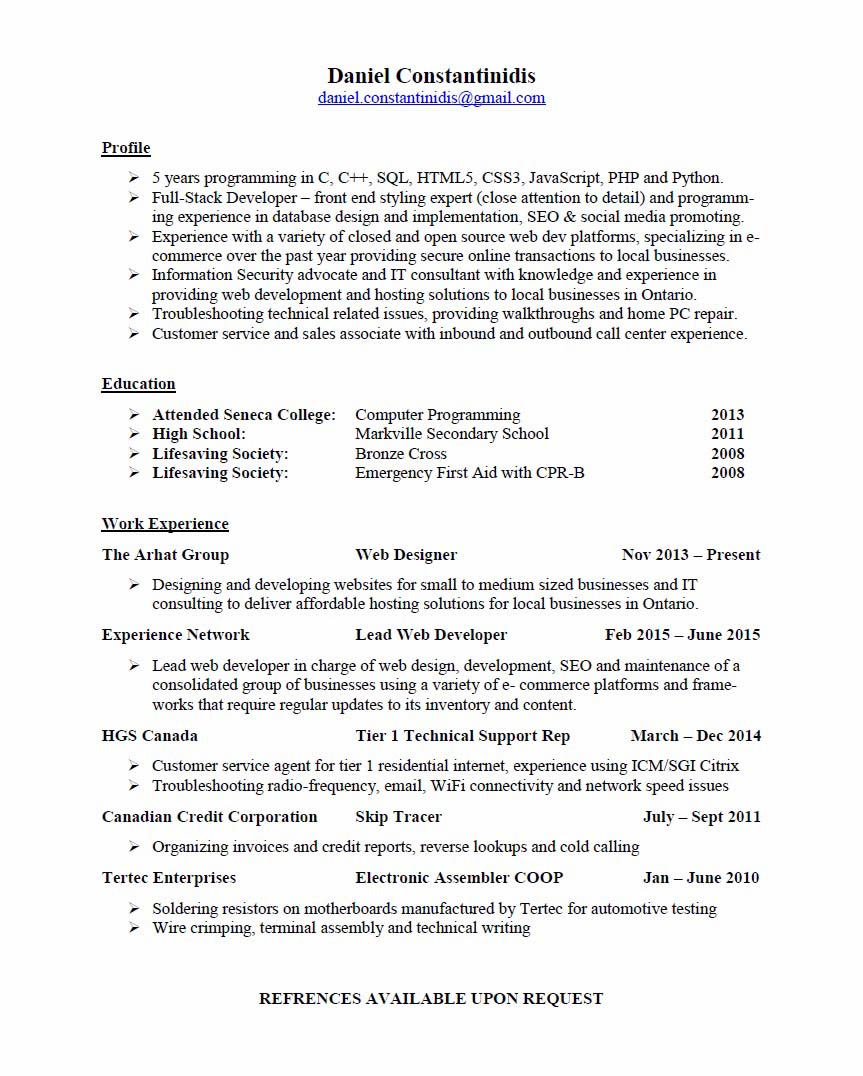 Daniel Constantinidis
daniel.constantinidis@gmail.com
Profile
➢ 5 years programming in C, C++, SQL, HTML5, CSS3, JavaScript, PHP and Python.
➢ Full-Stack Developer – front end styling expert (close attention to detail) and programm-
ing experience in database design and implementation, SEO & social media promoting.
➢ Experience with a variety of closed and open source web dev platforms, specializing in e-
commerce over the past year providing secure online transactions to local businesses.
➢ Information Security advocate and IT consultant with knowledge and experience in
providing web development and hosting solutions to local businesses in Ontario.
➢ Troubleshooting technical related issues, providing walkthroughs and home PC repair.
➢ Customer service and sales associate with inbound and outbound call center experience.
Education
➢ Attended Seneca College: Computer Programming 2013
➢ High School: Markville Secondary School 2011
➢ Lifesaving Society: Bronze Cross 2008
➢ Lifesaving Society: Emergency First Aid with CPR-B 2008
Work Experience
The Arhat Group Web Designer Nov 2013 – Present
➢ Designing and developing websites for small to medium sized businesses and IT
consulting to deliver affordable hosting solutions for local businesses in Ontario.
Experience Network Lead Web Developer Feb 2015 – June 2015
➢ Lead web developer in charge of web design, development, SEO and maintenance of a
consolidated group of businesses using a variety of e- commerce platforms and frame-
works that require regular updates to its inventory and content.
HGS Canada Tier 1 Technical Support Rep March – Dec 2014
➢ Customer service agent for tier 1 residential internet, experience using ICM/SGI Citrix
➢ Troubleshooting radio-frequency, email, WiFi connectivity and network speed issues
Canadian Credit Corporation Skip Tracer July – Sept 2011
➢ Organizing invoices and credit reports, reverse lookups and cold calling
Tertec Enterprises Electronic Assembler COOP Jan – June 2010
➢ Soldering resistors on motherboards manufactured by Tertec for automotive testing
➢ Wire crimping, terminal assembly and technical writing
REFRENCES AVAILABLE UPON REQUEST